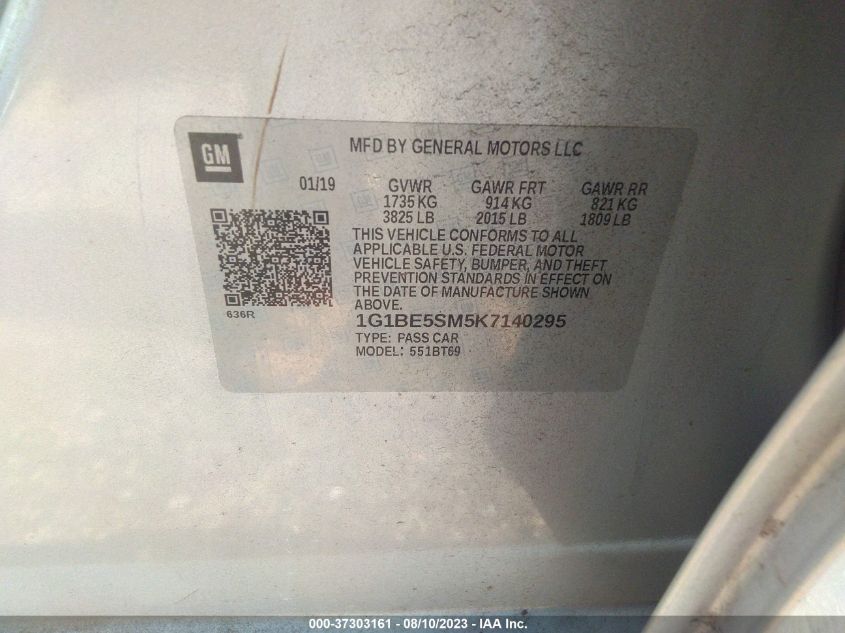 GM
MFD BY GENERAL MOTORS LLC
01/19 GVWR GAWR FRT GAWR RR
1735 KG 914 KG 821 KG
3825 LB 2015 LB 1809 LB
THIS VEHICLE CONFORMS TO ALL
APPLICABLE U.S. FEDERAL MOTOR
VEHICLE SAFETY, BUMPER, AND THEFT
PREVENTION STANDARDS IN EFFECT ON
THE DATE OF MANUFACTURE SHOWN
ABOVE.
636R
1G1BE5SM5K7140295
TYPE: PASS CAR
MODEL: 551BT69
000-37303161 - 08/10/2023 - IAA Inc.